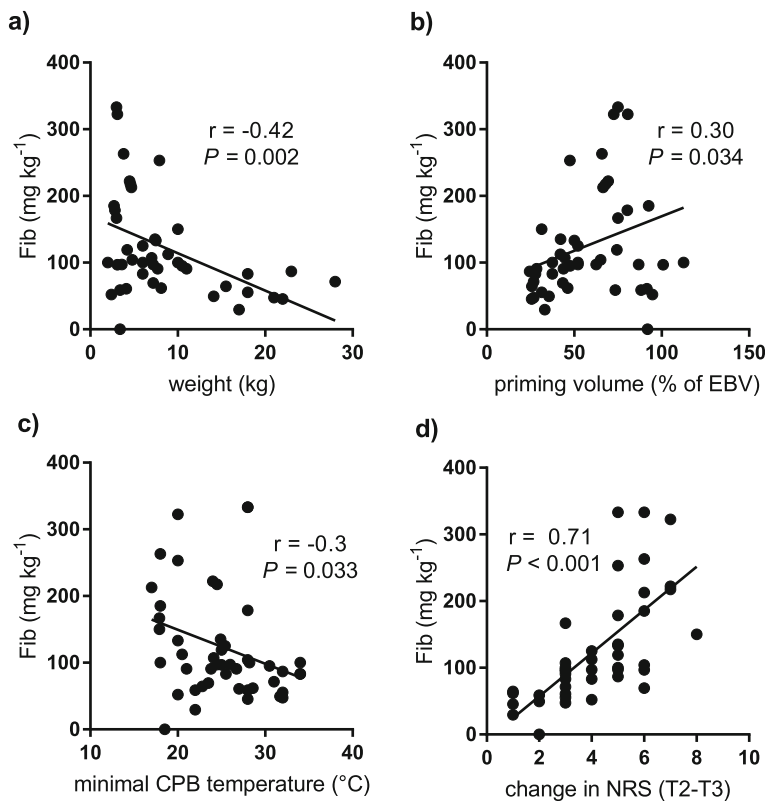 a)
Fib (mg kg⁻¹)
400
300
200
100
0
r = -0.42
P = 0.002
0 10 20 30
weight (kg)
b)
Fib (mg kg⁻¹)
400
300
200
100
0
r = 0.30
P = 0.034
0 50 100 150
priming volume (% of EBV)
c)
Fib (mg kg⁻¹)
400
300
200
100
0
r = -0.3
P = 0.033
10 20 30 40
minimal CPB temperature (°C)
d)
Fib (mg kg⁻¹)
400
300
200
100
0
r = 0.71
P < 0.001
0 2 4 6 8 10
change in NRS (T2-T3)